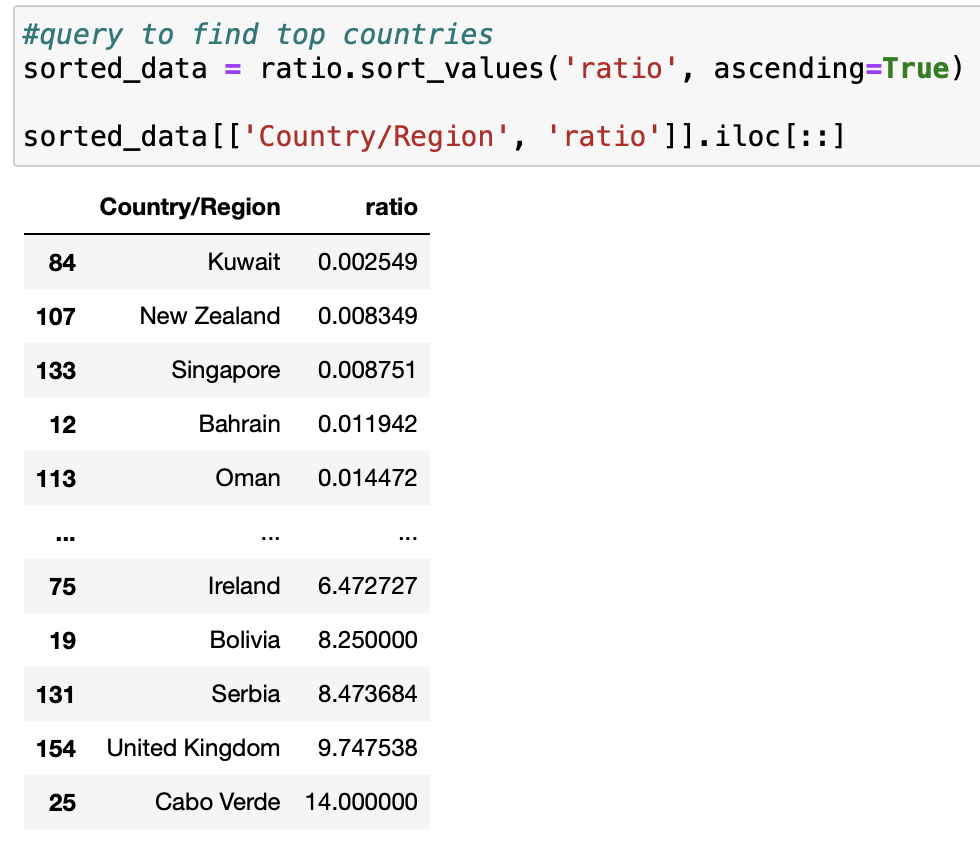 #query to find top countries
sorted_data = ratio.sort_values('ratio', ascending=True)
sorted_data[['Country/Region', 'ratio']].iloc[::]
Country/Region ratio
84 Kuwait 0.002549
107 New Zealand 0.008349
133 Singapore 0.008751
12 Bahrain 0.011942
113 Oman 0.014472
... ... ...
75 Ireland 6.472727
19 Bolivia 8.250000
131 Serbia 8.473684
154 United Kingdom 9.747538
25 Cabo Verde 14.000000